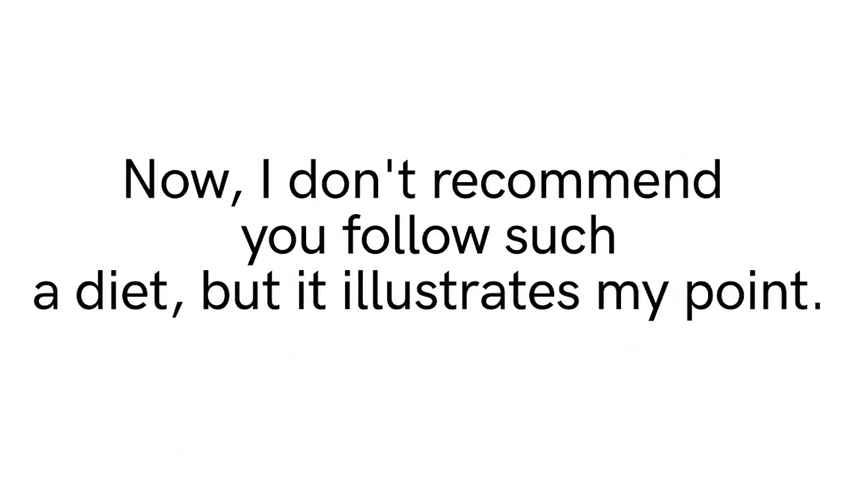 Now, I don't recommend
you follow such
a diet, but it illustrates my point.